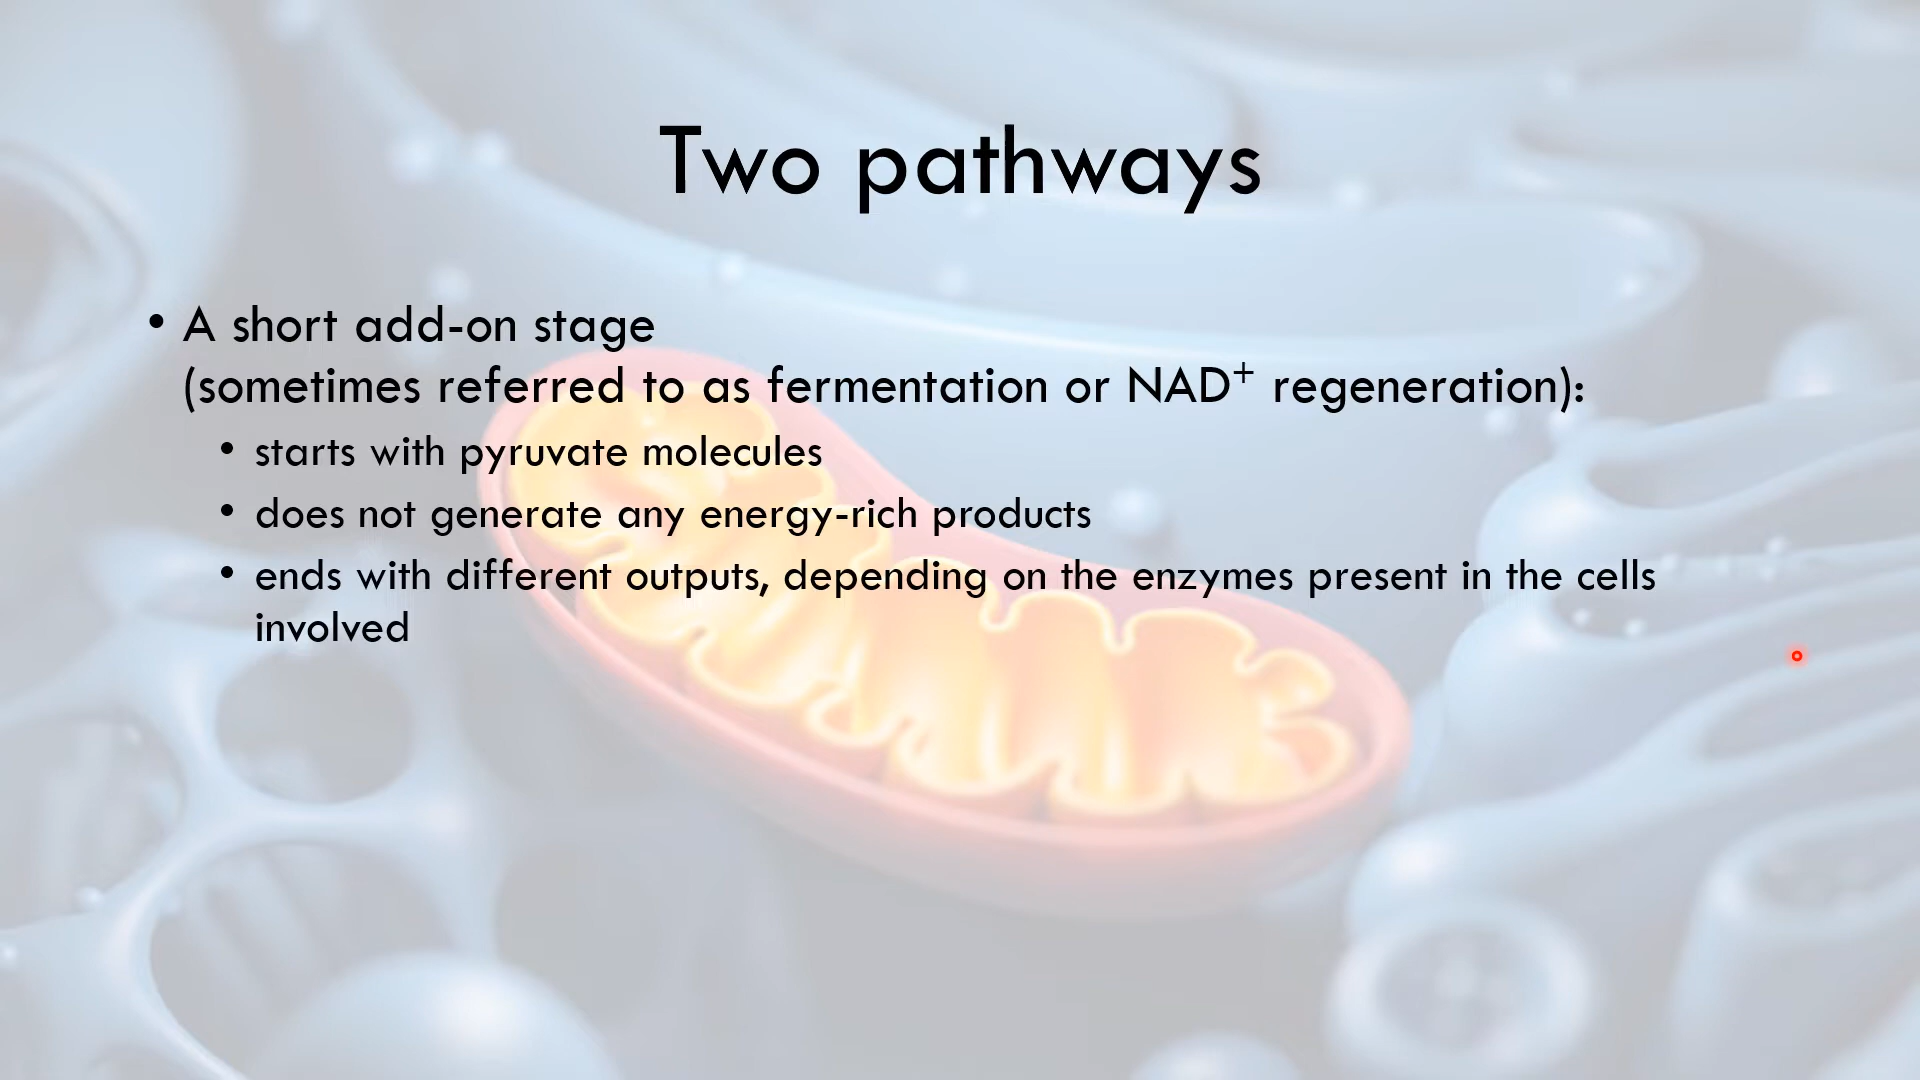 Two pathways
• A short add-on stage
(sometimes referred to as fermentation or NAD⁺ regeneration):
• starts with pyruvate molecules
• does not generate any energy-rich products
• ends with different outputs, depending on the enzymes present in the cells
involved